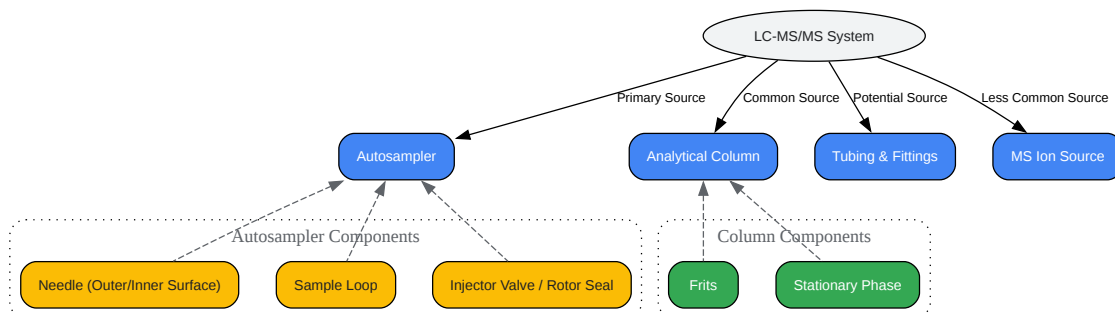 LC-MS/MS System
Primary Source
Common Source
Potential Source
Less Common Source
Autosampler
Analytical Column
Tubing & Fittings
MS Ion Source
Autosampler Components
Column Components
Needle (Outer/Inner Surface)
Sample Loop
Injector Valve / Rotor Seal
Frits
Stationary Phase